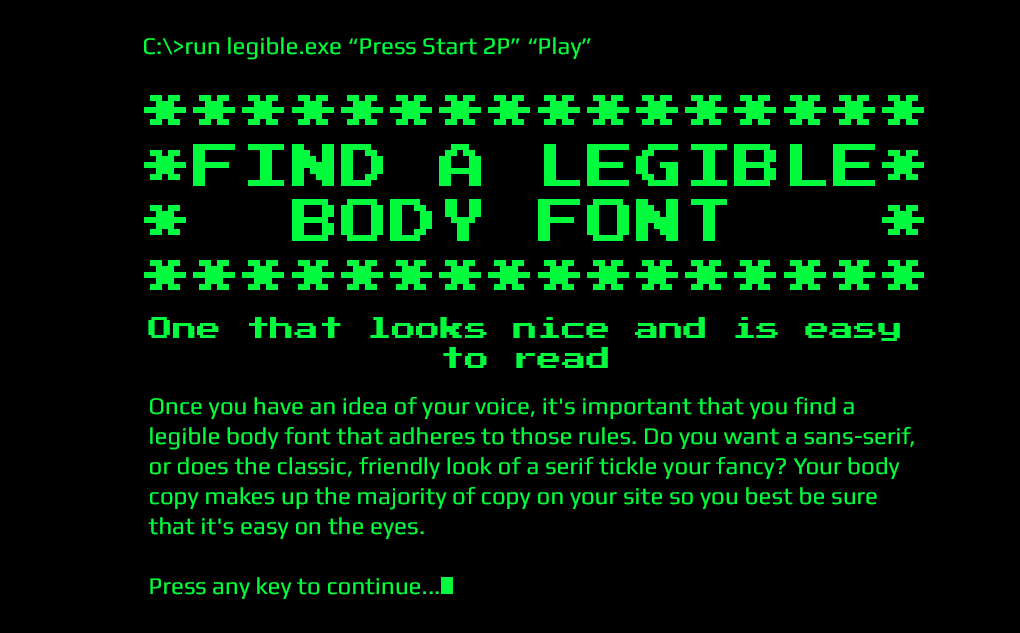 C:\>run legible.exe “Press Start 2P” “Play”
****************
*FIND A LEGIBLE*
*  BODY FONT   *
****************
One that looks nice and is easy
to read
Once you have an idea of your voice, it's important that you find a
legible body font that adheres to those rules. Do you want a sans-serif,
or does the classic, friendly look of a serif tickle your fancy? Your body
copy makes up the majority of copy on your site so you best be sure
that it's easy on the eyes.
Press any key to continue...